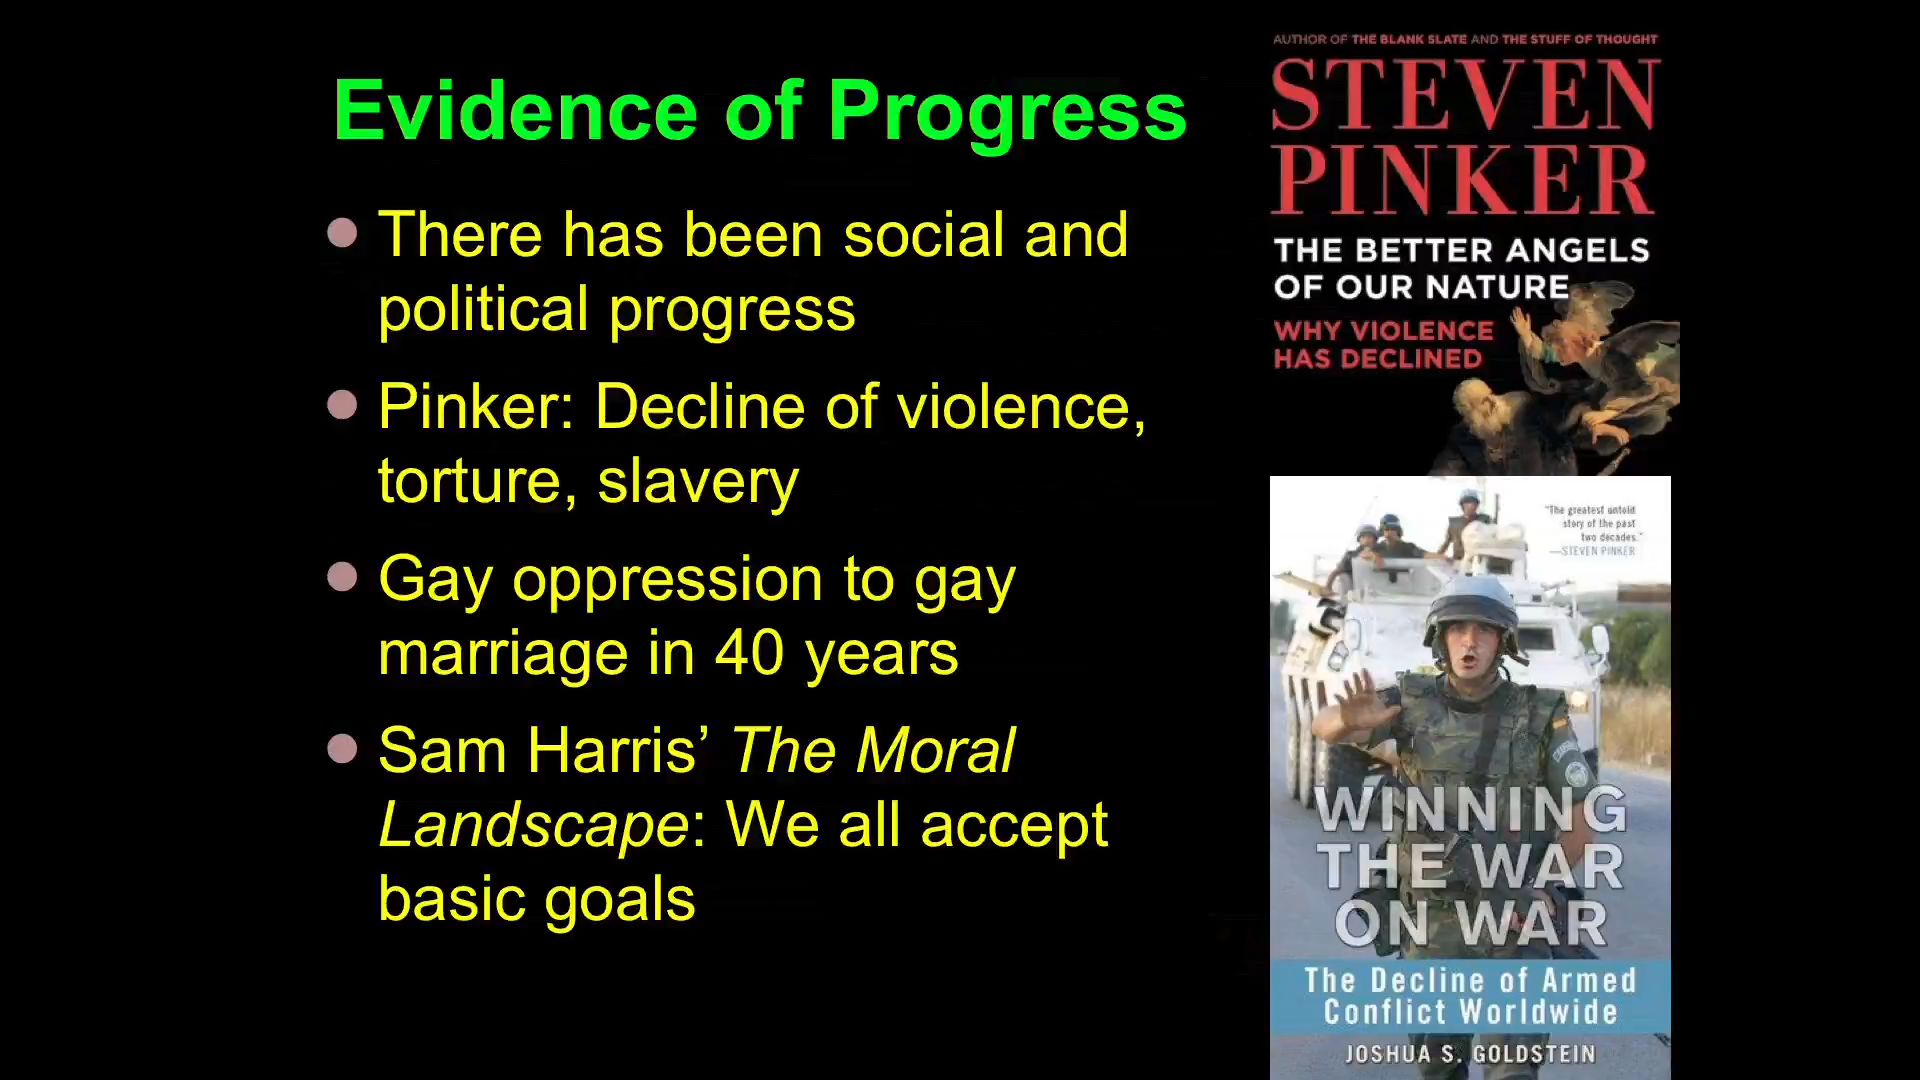 Evidence of Progress
There has been social and
political progress
Pinker: Decline of violence,
torture, slavery
Gay oppression to gay
marriage in 40 years
Sam Harris’ The Moral
Landscape: We all accept
basic goals
AUTHOR OF THE BLANK SLATE AND THE STUFF OF THOUGHT
STEVEN
PINKER
THE BETTER ANGELS
OF OUR NATURE
WHY VIOLENCE
HAS DECLINED
"The greatest untold
story of the past
two decades."
—STEVEN PINKER
WINNING
THE WAR
ON WAR
The Decline of Armed
Conflict Worldwide
JOSHUA S. GOLDSTEIN